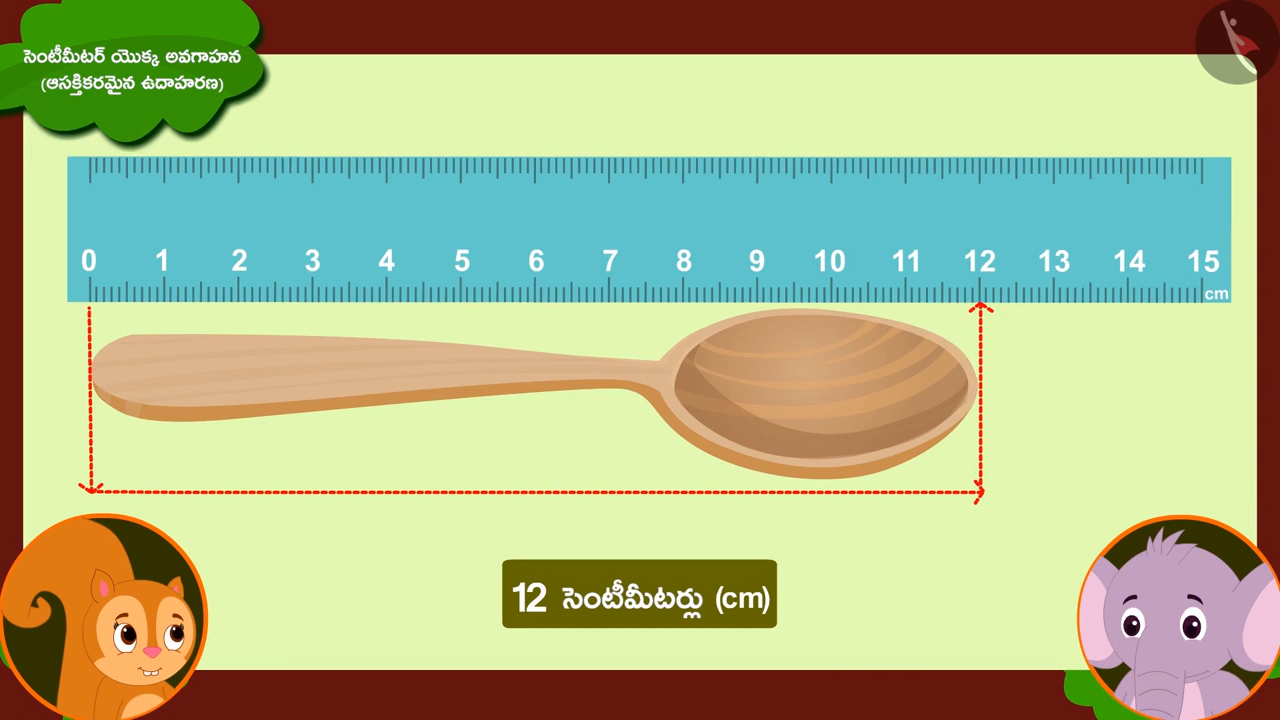 సెంటీమీటర్ యొక్క అవగాహన
(ఆసక్తికరమైన ఉదాహరణ)
0 1 2 3 4 5 6 7 8 9 10 11 12 13 14 15
cm
12 సెంటీమీటర్లు (cm)